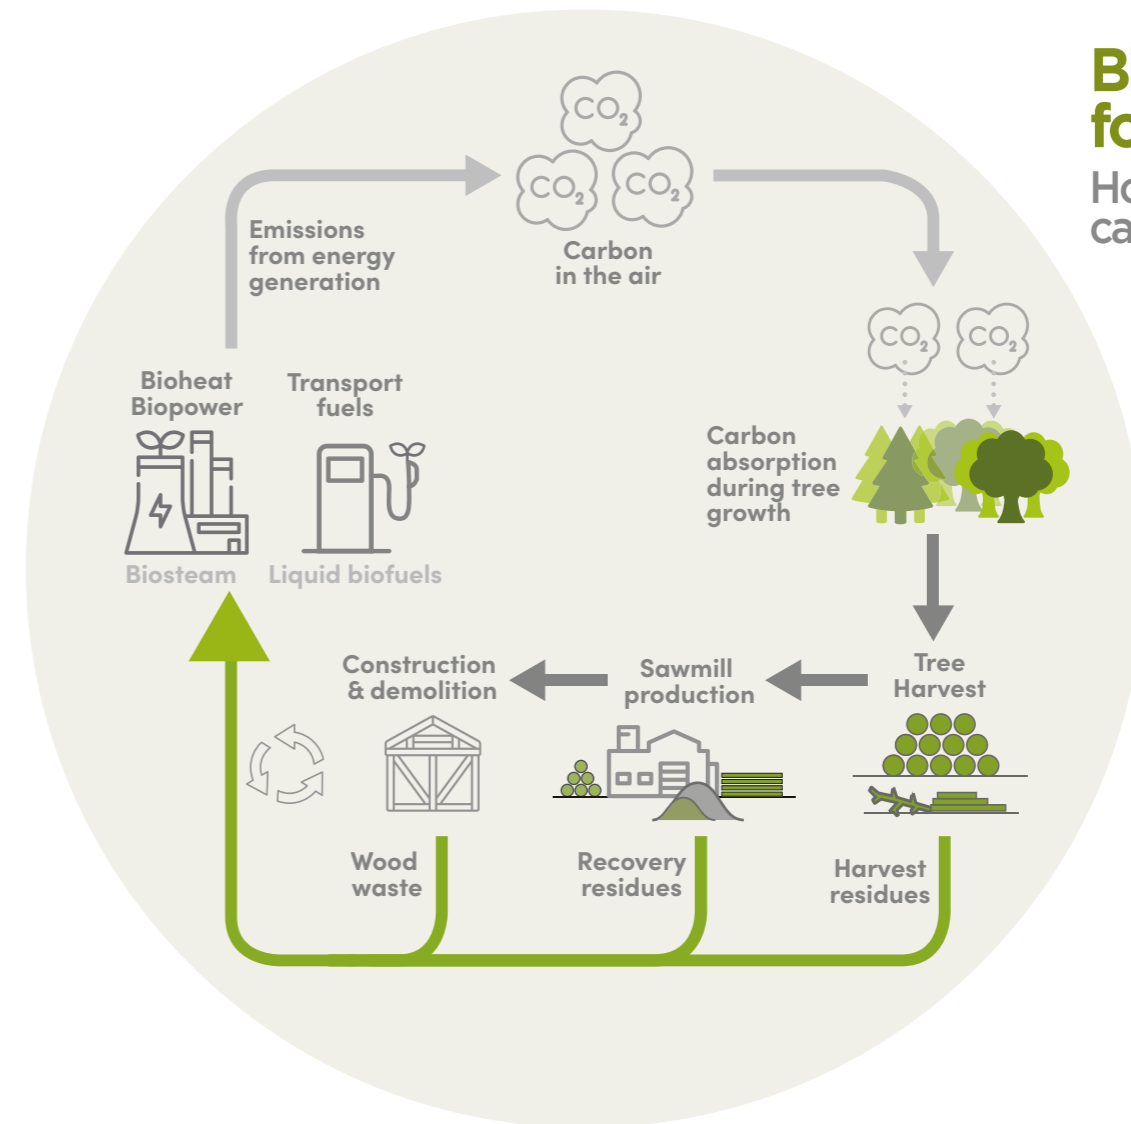 CO2
CO2
CO2
Carbon
in the air
Emissions
from energy
generation
B
fo
Ho
ca
CO2
CO2
Carbon
absorption
during tree
growth
Bioheat
Biopower
Transport
fuels
Biosteam
Liquid biofuels
Tree
Harvest
Sawmill
production
Construction
& demolition
Wood
waste
Recovery
residues
Harvest
residues